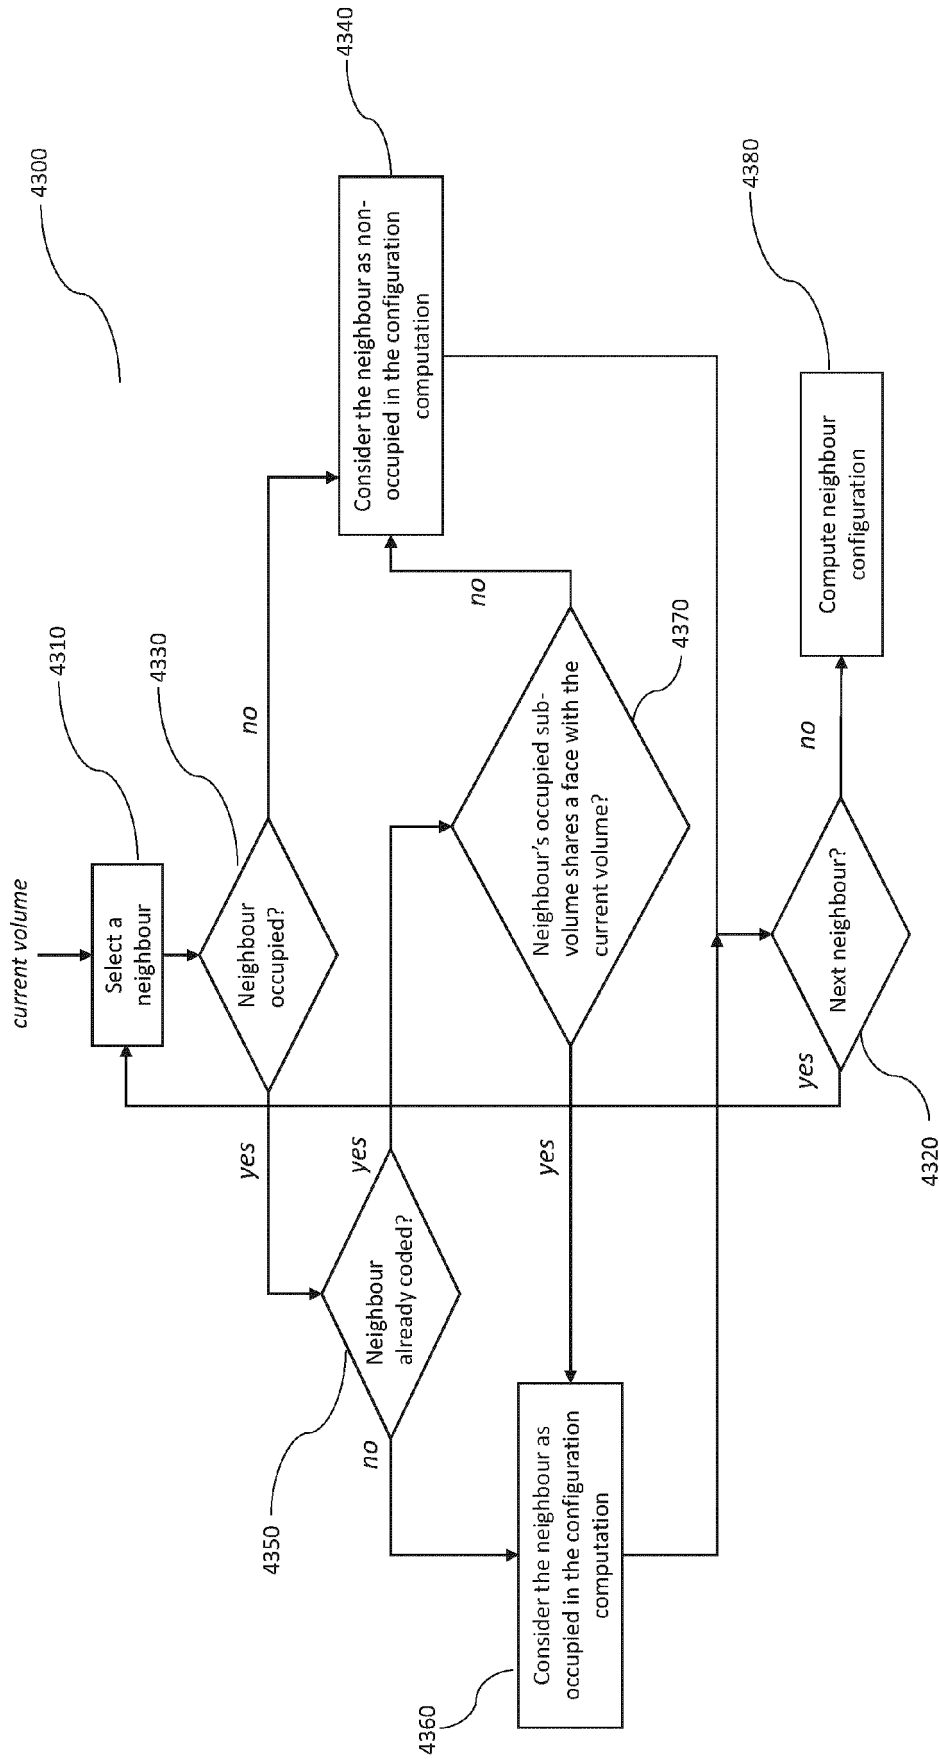 4300
current volume
4310
Select a
neighbour
4330
Neighbour
occupied?
yes
no
4340
Consider the neighbour as non-
occupied in the configuration
computation
4350
Neighbour
already coded?
no
yes
no
4370
Neighbour's occupied sub-
volume shares a face with the
current volume?
yes
4360
Consider the neighbour as
occupied in the configuration
computation
4320
Next neighbour?
yes
no
4380
Compute neighbour
configuration